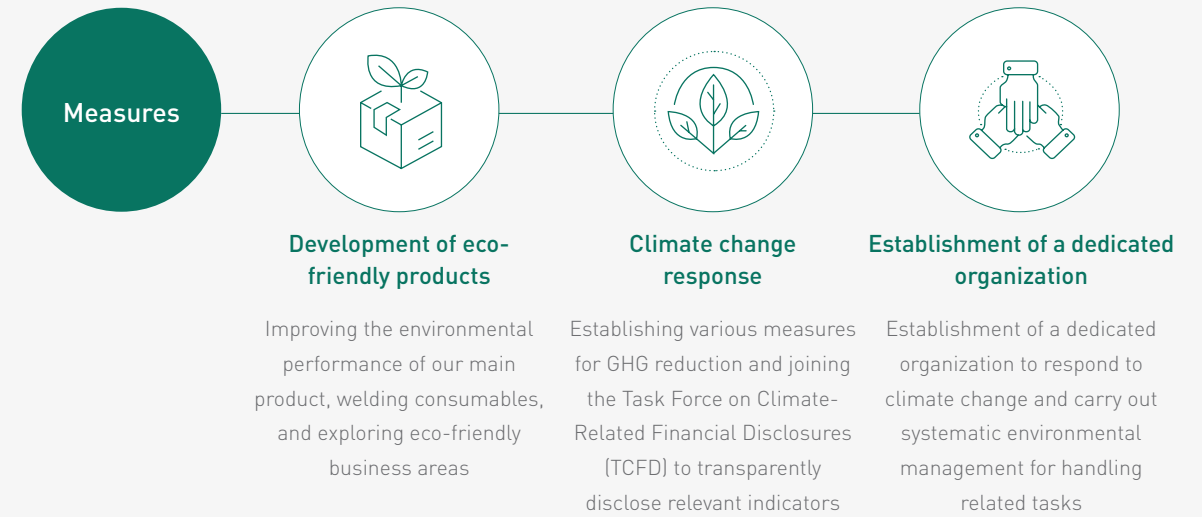 Measures
Development of eco-
friendly products
Improving the environmental
performance of our main
product, welding consumables,
and exploring eco-friendly
business areas
Climate change
response
Establishing various measures
for GHG reduction and joining
the Task Force on Climate-
Related Financial Disclosures
(TCFD) to transparently
disclose relevant indicators
Establishment of a dedicated
organization
Establishment of a dedicated
organization to respond to
climate change and carry out
systematic environmental
management for handling
related tasks